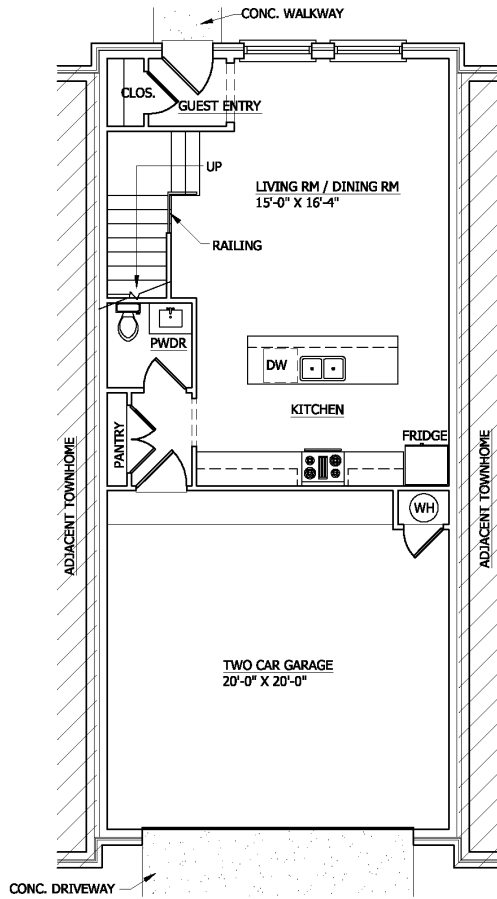 CONC. WALKWAY
CLOS.
GUEST ENTRY
UP
LIVING RM / DINING RM
15'-0" X 16'-4"
RAILING
PWDR
DW
KITCHEN
FRIDGE
PANTRY
WH
ADJACENT TOWNHOME
ADJACENT TOWNHOME
TWO CAR GARAGE
20'-0" X 20'-0"
CONC. DRIVEWAY